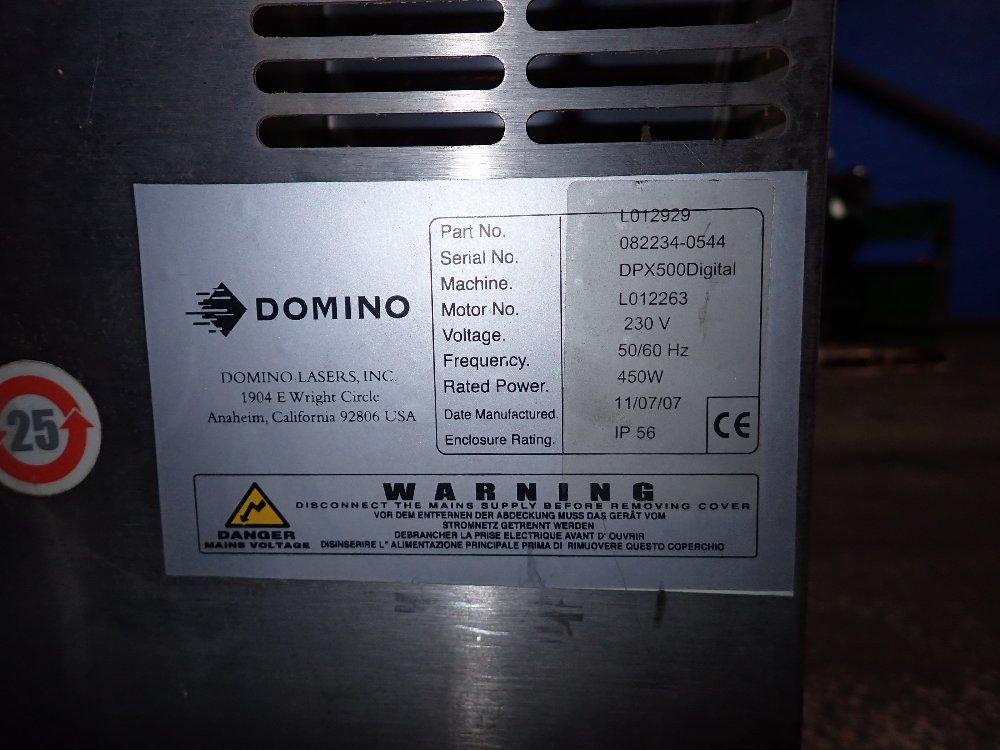 DOMINO
DOMINO LASERS, INC.
1904 E Wright Circle
Anaheim, California 92806 USA
Part No. L012929
Serial No. 082234-0544
Machine. DPX500Digital
Motor No. L012263
Voltage. 230 V
Frequency. 50/60 Hz
Rated Power. 450W
Date Manufactured. 11/07/07
Enclosure Rating. IP 56
CE
25
WARNING
DISCONNECT THE MAINS SUPPLY BEFORE REMOVING COVER
VOR DEM ENTFERNEN DER ABDECKUNG MUSS DAS GERÄT VOM
STROMNETZ GETRENNT WERDEN
DEBRANCHER LA PRISE ELECTRIQUE AVANT D' OUVRIR
DISINSERIRE L" ALIMENTAZIONE PRINCIPALE PRIMA DI RIMUOVERE QUESTO COPERCHIO
DANGER
MAINS VOLTAGE